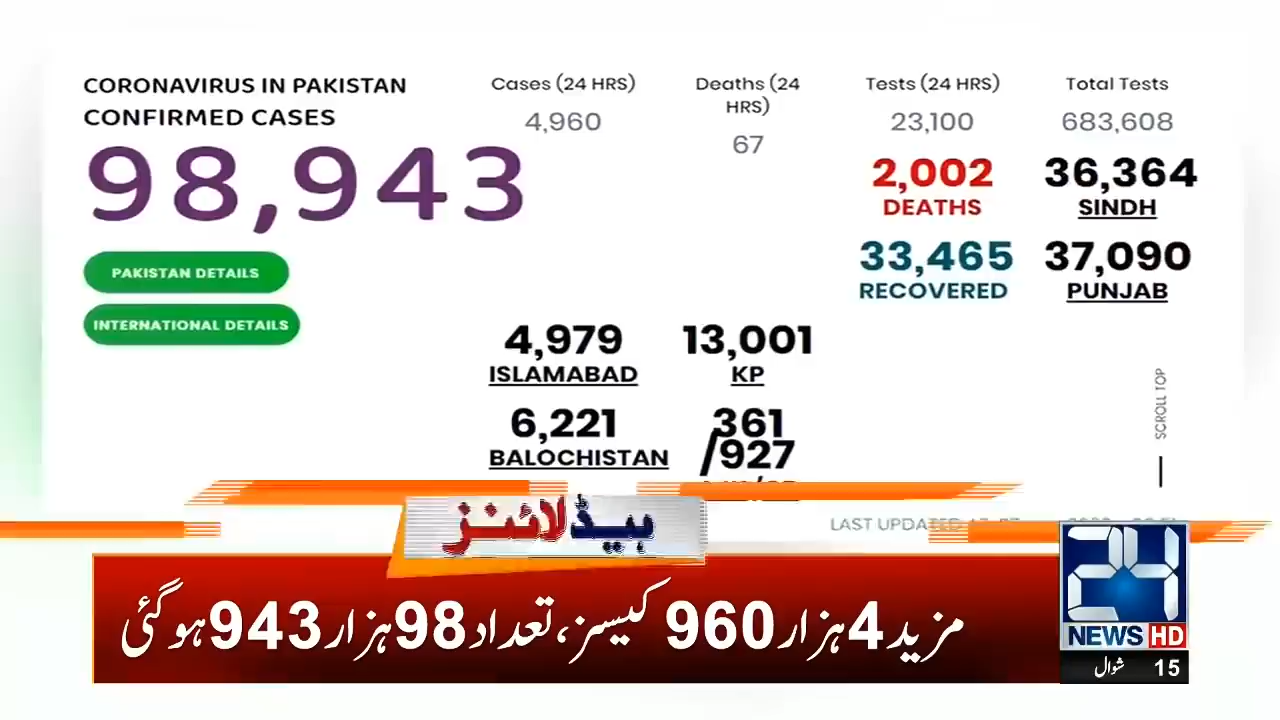 CORONAVIRUS IN PAKISTAN
CONFIRMED CASES
98,943
PAKISTAN DETAILS
INTERNATIONAL DETAILS
Cases (24 HRS)
4,960
Deaths (24
HRS)
67
Tests (24 HRS)
23,100
Total Tests
683,608
2,002
DEATHS
36,364
SINDH
33,465
RECOVERED
37,090
PUNJAB
4,979
ISLAMABAD
13,001
KP
6,221
BALOCHISTAN
361
/927
SCROLL TOP
LAST UPDATED
ہیڈلائنز
مزید 4 ہزار 960 کیسز، تعداد 98 ہزار 943 ہوگئی
24
NEWS HD
15 شوال